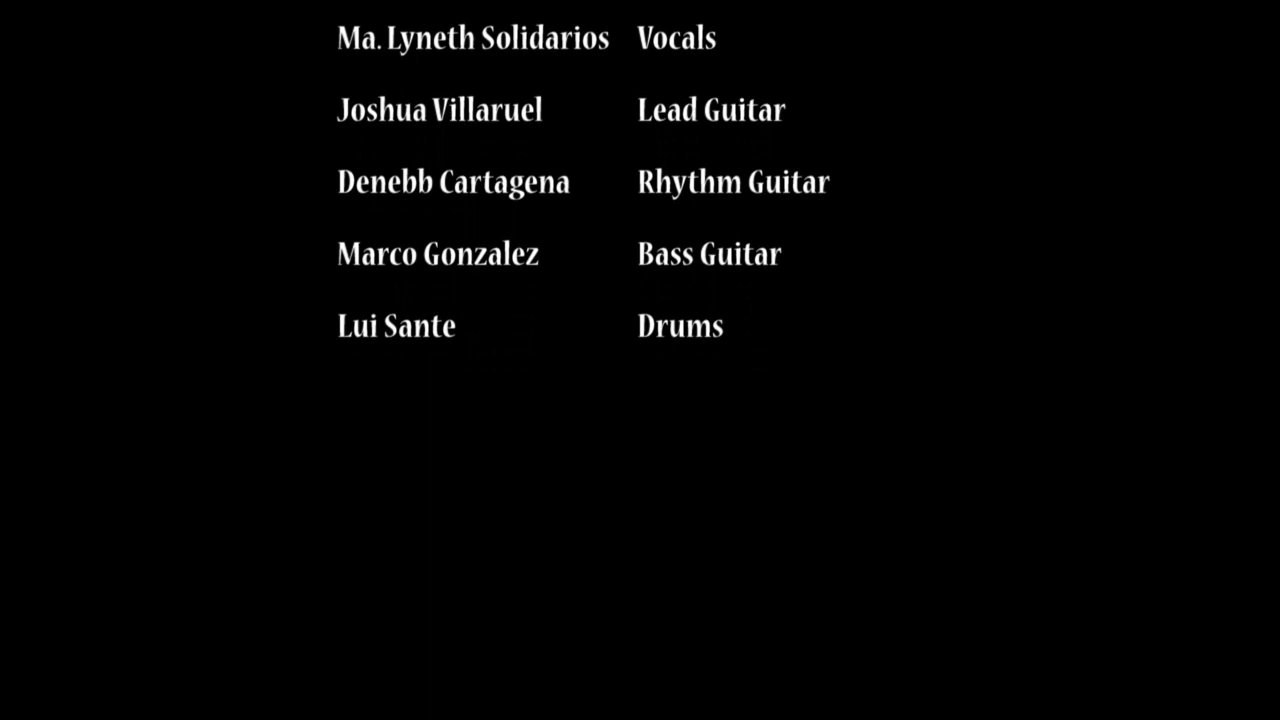 Ma. Lyneth Solidarios Vocals
Joshua Villaruel Lead Guitar
Denebb Cartagena Rhythm Guitar
Marco Gonzalez Bass Guitar
Lui Sante Drums